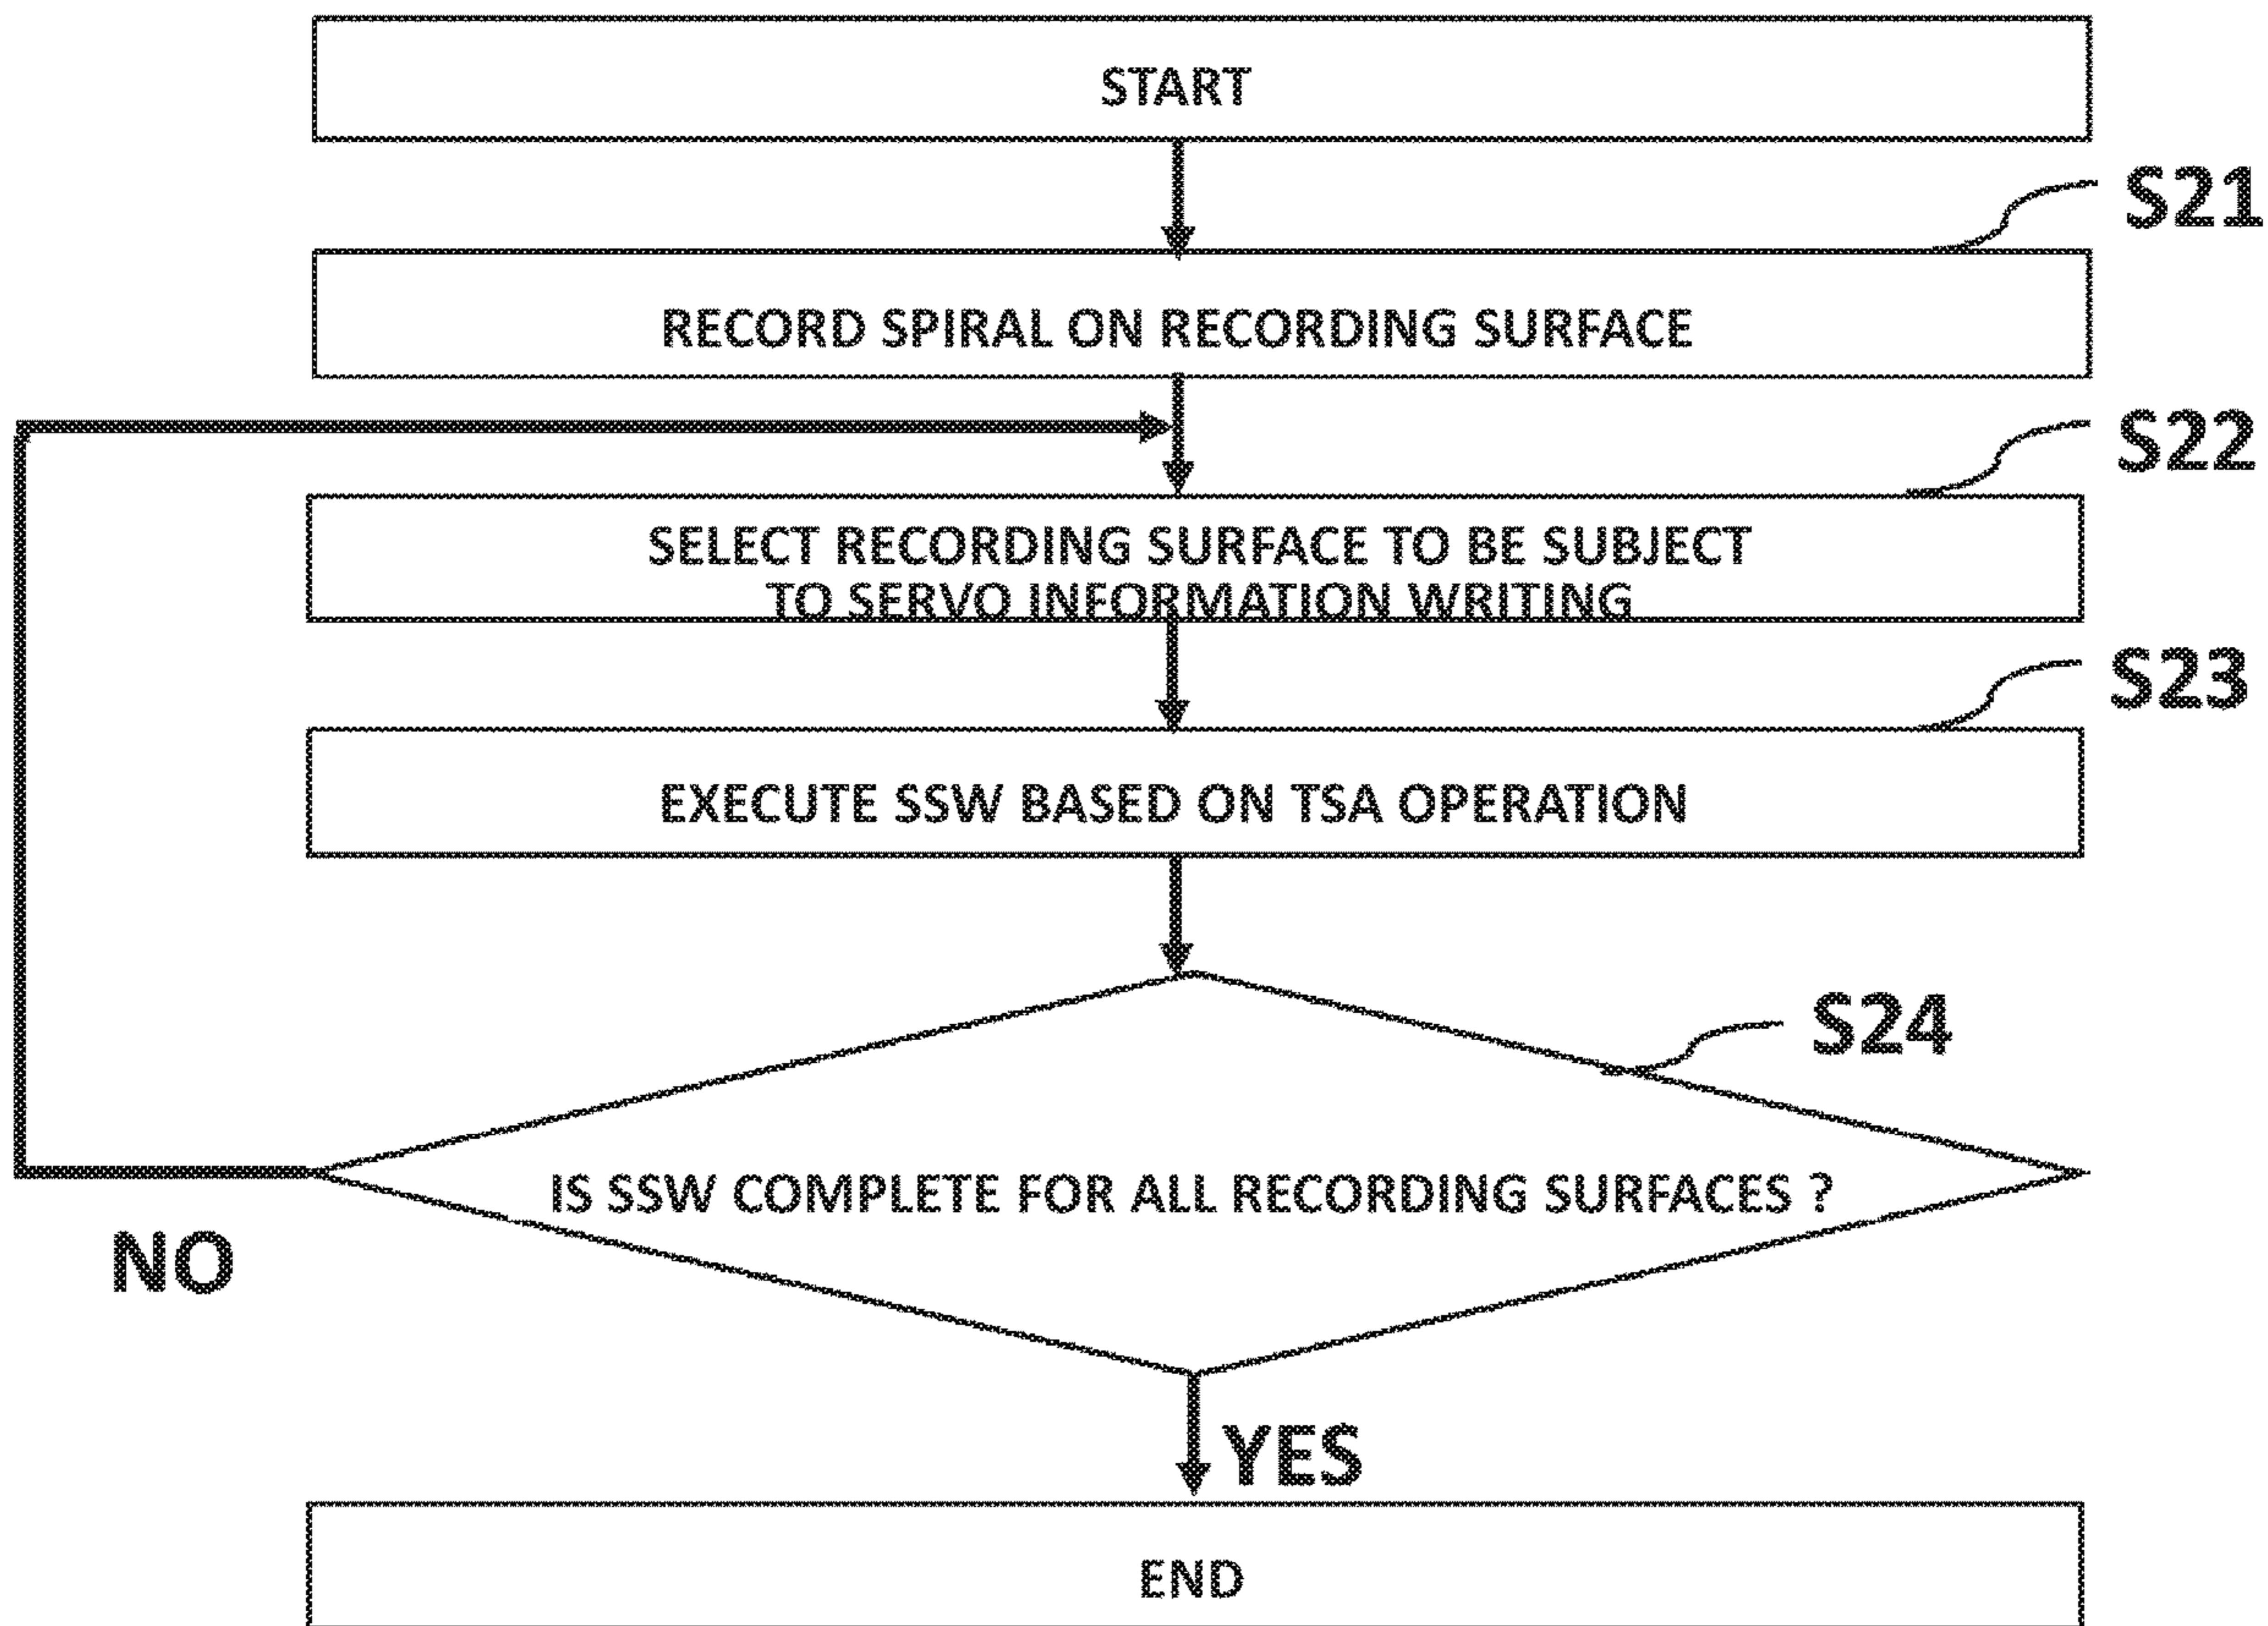 START
S21
RECORD SPIRAL ON RECORDING SURFACE
S22
SELECT RECORDING SURFACE TO BE SUBJECT
TO SERVO INFORMATION WRITING
S23
EXECUTE SSW BASED ON TSA OPERATION
S24
IS SSW COMPLETE FOR ALL RECORDING SURFACES ?
NO
YES
END